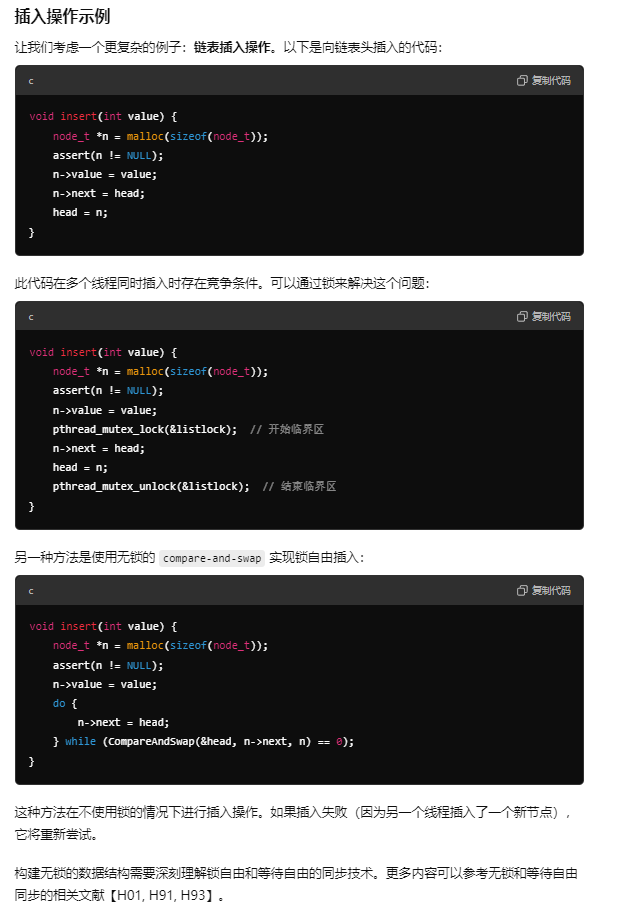 插入操作示例
让我们考虑一个更复杂的例子：链表插入操作。以下是向链表头插入的代码：
c 复制代码
void insert(int value) {
    node_t *n = malloc(sizeof(node_t));
    assert(n != NULL);
    n->value = value;
    n->next = head;
    head = n;
}
此代码在多个线程同时插入时存在竞争条件。可以通过锁来解决这个问题：
c 复制代码
void insert(int value) {
    node_t *n = malloc(sizeof(node_t));
    assert(n != NULL);
    n->value = value;
    pthread_mutex_lock(&listlock);  // 开始临界区
    n->next = head;
    head = n;
    pthread_mutex_unlock(&listlock);  // 结束临界区
}
另一种方法是使用无锁的 compare-and-swap 实现锁自由插入：
c 复制代码
void insert(int value) {
    node_t *n = malloc(sizeof(node_t));
    assert(n != NULL);
    n->value = value;
    do {
        n->next = head;
    } while (CompareAndSwap(&head, n->next, n) == 0);
}
这种方法在不使用锁的情况下进行插入操作。如果插入失败（因为另一个线程插入了一个新节点），
它将重新尝试。
构建无锁的数据结构需要深刻理解锁自由和等待自由的同步技术。更多内容可以参考无锁和等待自由
同步的相关文献【H01, H91, H93】。